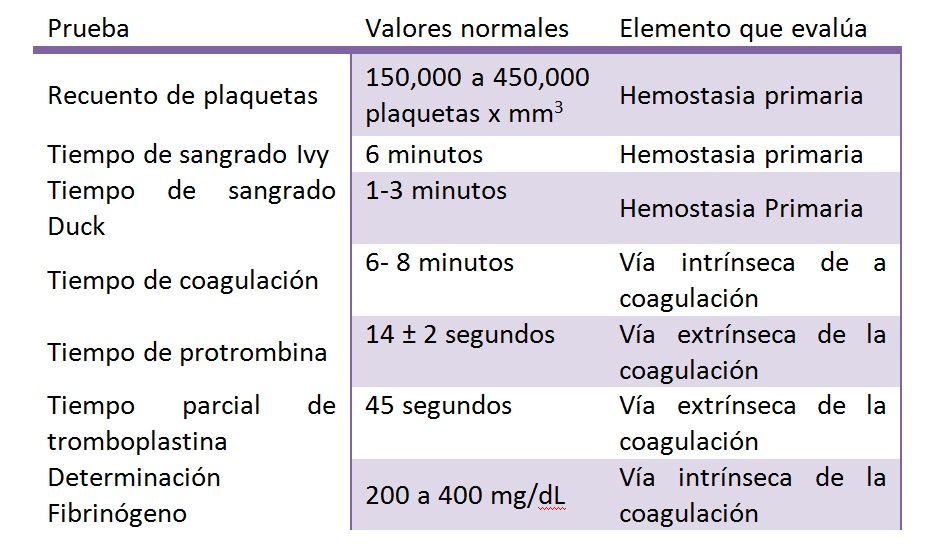 Prueba Valores normales Elemento que evalúa
Recuento de plaquetas
150,000 a 450,000
plaquetas x mm³
Hemostasia primaria
Tiempo de sangrado Ivy
6 minutos
Hemostasia primaria
Tiempo de sangrado
Duck
1-3 minutos
Hemostasia Primaria
Tiempo de coagulación
6- 8 minutos
Vía intrínseca de a
coagulación
Tiempo de protrombina
14 ± 2 segundos
Vía extrínseca de la
coagulación
Tiempo parcial de
tromboplastina
45 segundos
Vía extrínseca de la
coagulación
Determinación
Fibrinógeno
200 a 400 mg/dL
Vía intrínseca de la
coagulación